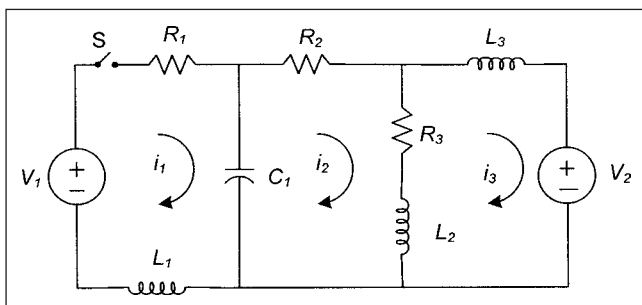 S R1 R2 L3
R3
V1 + − i1 C1 i2 i3 + − V2
L2
L1